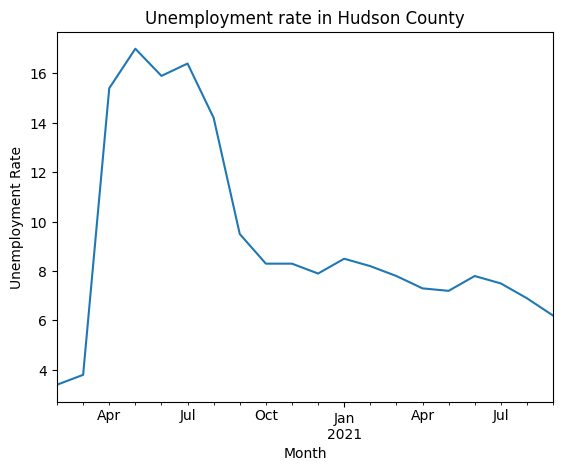 Unemployment rate in Hudson County
Unemployment Rate
16
14
12
10
8
6
4
Apr
Jul
Oct
Jan
2021
Apr
Jul
Month